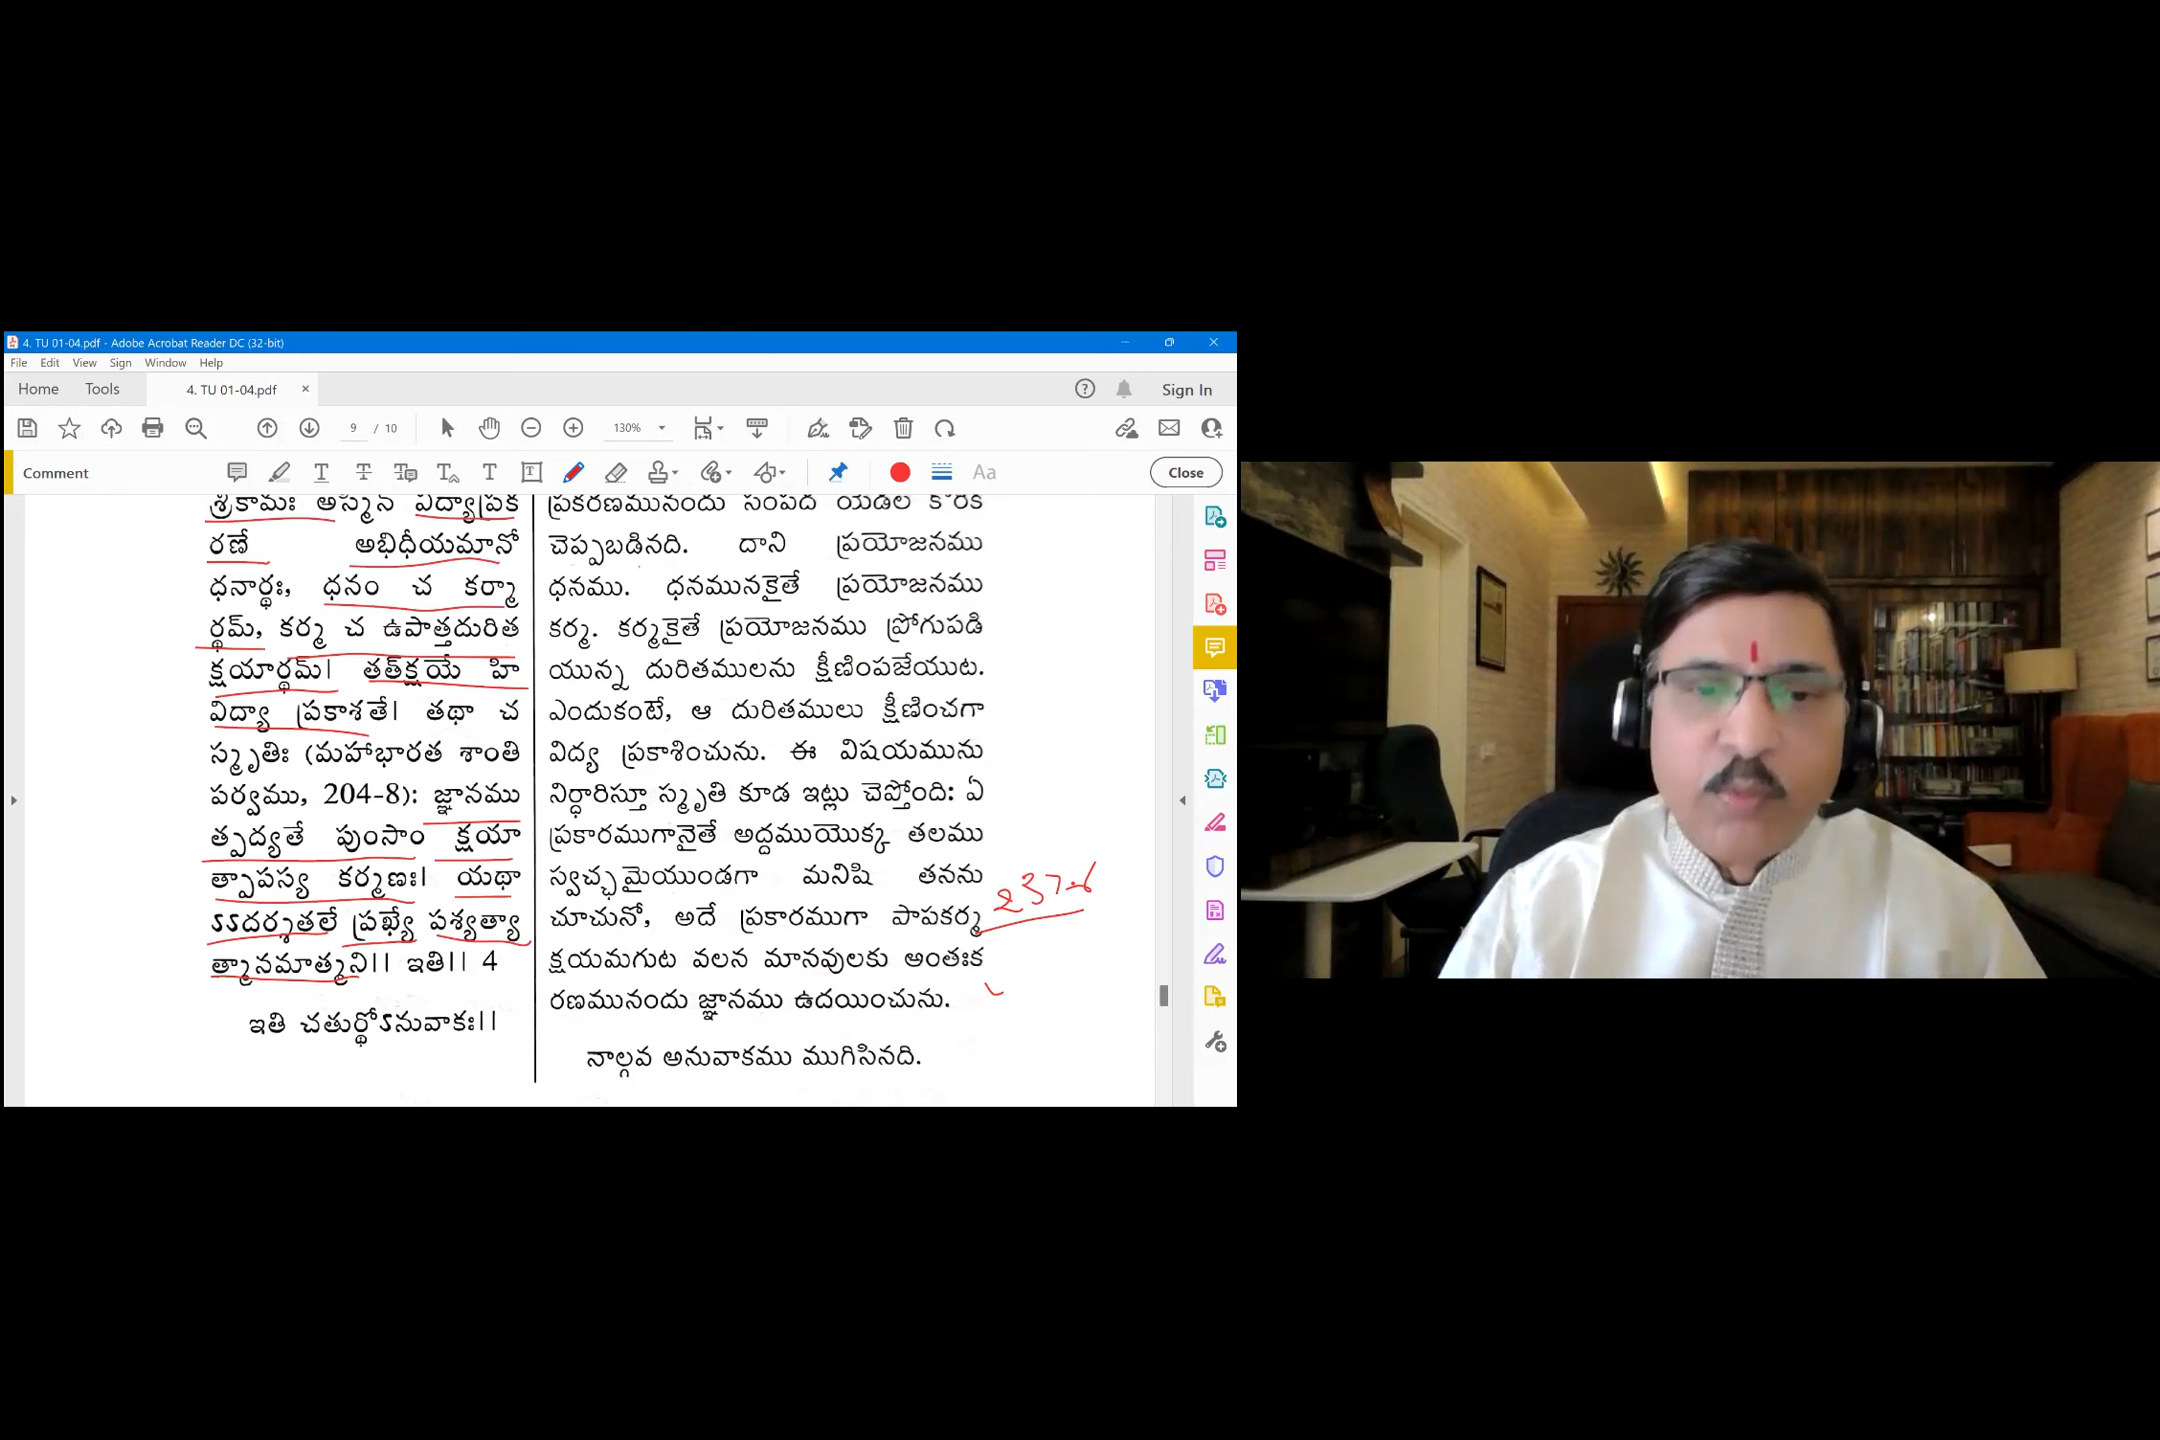 4. TU 01-04.pdf - Adobe Acrobat Reader DC (32-bit)
File Edit View Sign Window Help
Home Tools 4. TU 01-04.pdf × Sign In
9 / 10 130%
Comment Close
శ్రీకామః అస్మిన్ విద్యాప్రక
రణే అభిధీయమానో
ధనార్థః, ధనం చ కర్మా
ర్థమ్, కర్మ చ ఉపాత్తదురిత
క్షయార్థమ్। తత్‌క్షయే హి
విద్యా ప్రకాశతే। తథా చ
స్మృతిః (మహాభారత శాంతి
పర్వము, 204-8): జ్ఞానము
త్పద్యతే పుంసాం క్షయా
త్పాపస్య కర్మణః। యథా
ఽఽదర్శతలే ప్రఖ్యే పశ్యత్యా
త్మానమాత్మని।। ఇతి।। 4
ఇతి చతుర్థోఽనువాకః।।
ప్రకరణమునందు సంపద యెడల కోరిక
చెప్పబడినది. దాని ప్రయోజనము
ధనము. ధనమునకైతే ప్రయోజనము
కర్మ. కర్మకైతే ప్రయోజనము ప్రోగుపడి
యున్న దురితములను క్షీణింపజేయుట.
ఎందుకంటే, ఆ దురితములు క్షీణించగా
విద్య ప్రకాశించును. ఈ విషయమును
నిర్ధారిస్తూ స్మృతి కూడ ఇట్లు చెప్తోంది: ఏ
ప్రకారముగానైతే అద్దముయొక్క తలము
స్వచ్ఛమైయుండగా మనిషి తనను
చూచునో, అదే ప్రకారముగా పాపకర్మ
క్షయమగుట వలన మానవులకు అంతఃక
రణమునందు జ్ఞానము ఉదయించును.
నాల్గవ అనువాకము ముగిసినది.